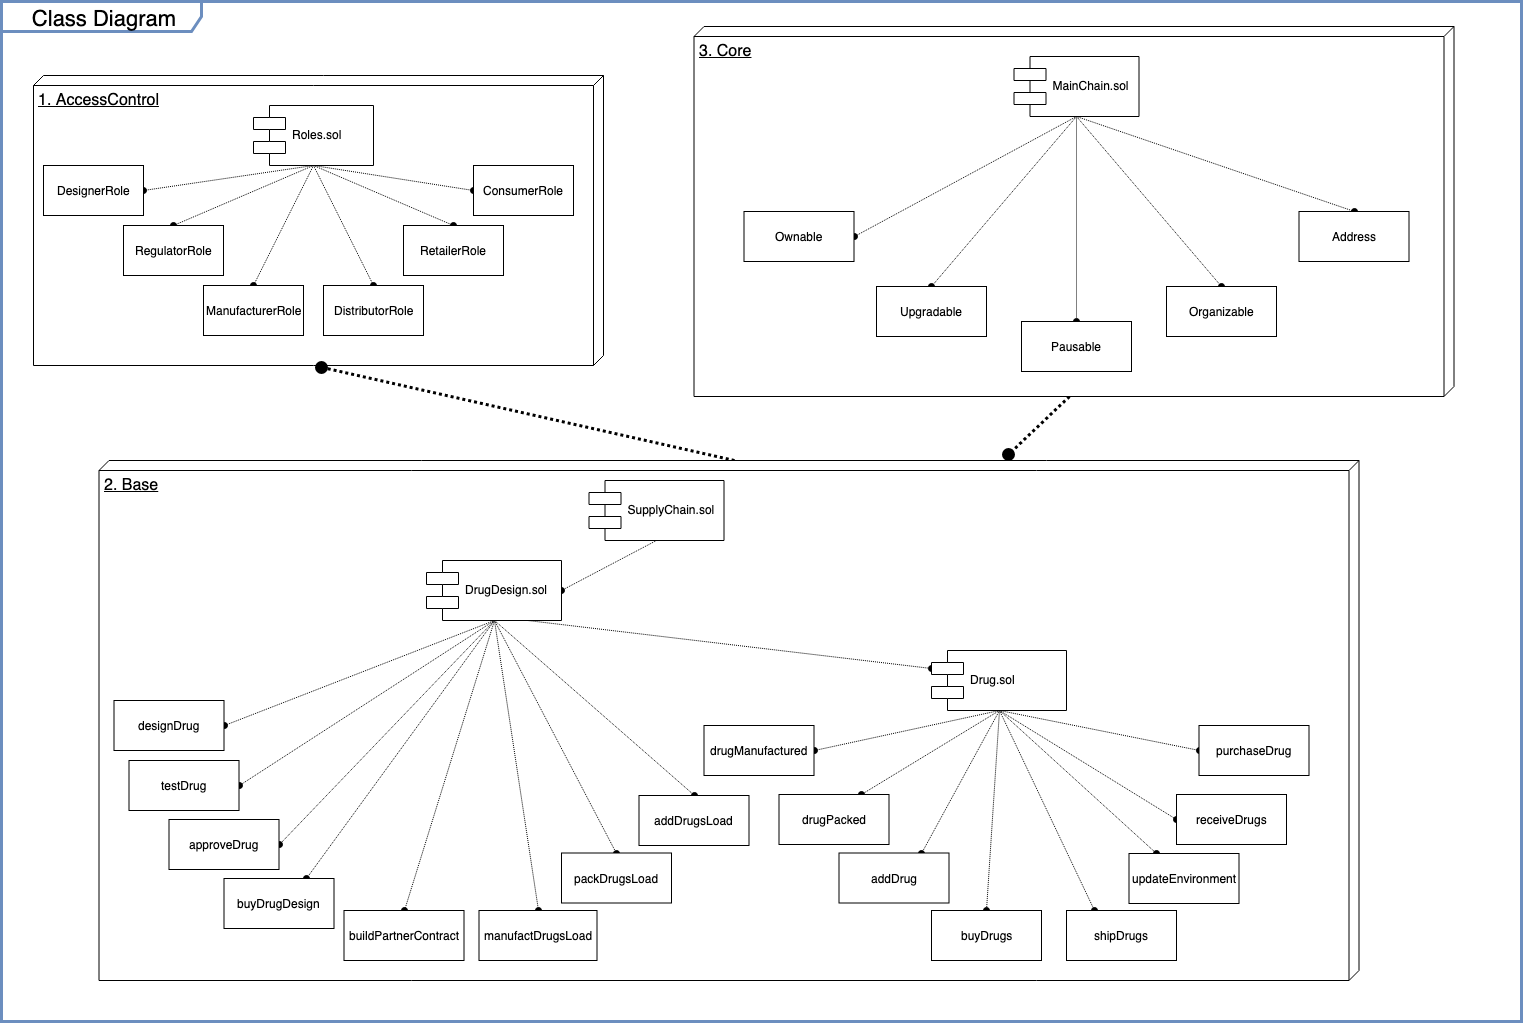 Class Diagram
1. AccessControl
Roles.sol
DesignerRole
ConsumerRole
RegulatorRole
RetailerRole
ManufacturerRole
DistributorRole
3. Core
MainChain.sol
Ownable
Address
Upgradable
Organizable
Pausable
2. Base
SupplyChain.sol
DrugDesign.sol
Drug.sol
designDrug
testDrug
approveDrug
buyDrugDesign
buildPartnerContract
manufactDrugsLoad
packDrugsLoad
addDrugsLoad
drugManufactured
drugPacked
addDrug
buyDrugs
shipDrugs
updateEnvironment
receiveDrugs
purchaseDrug